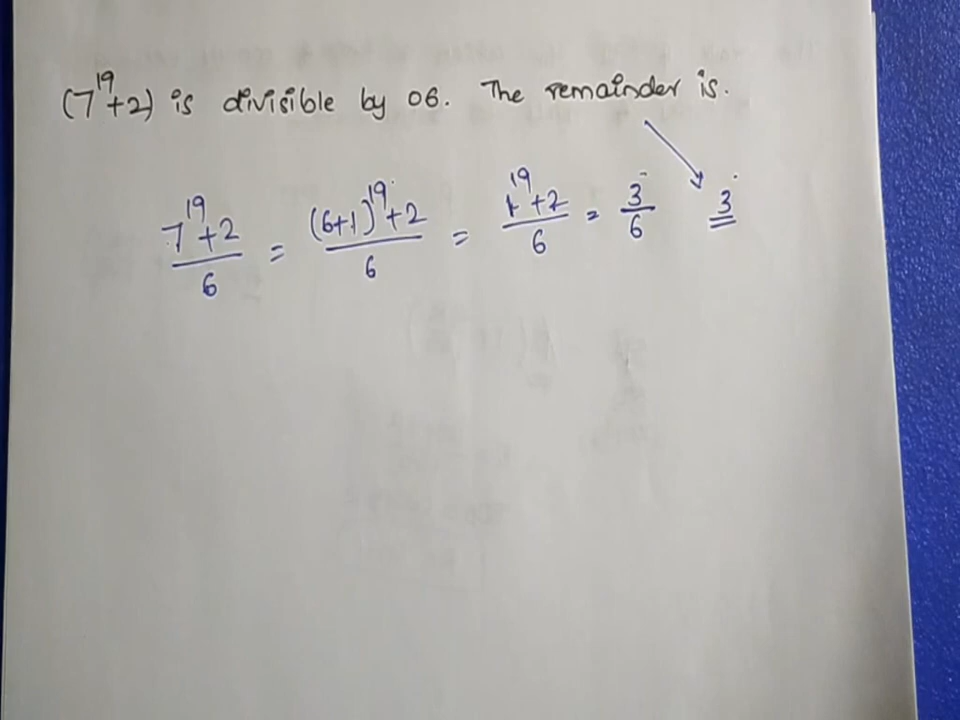 (7^19+2) is divisible by 06. The remainder is.
7^19+2/6 = (6+1)^19+2/6 = 1^19+2/6 = 3/6 3